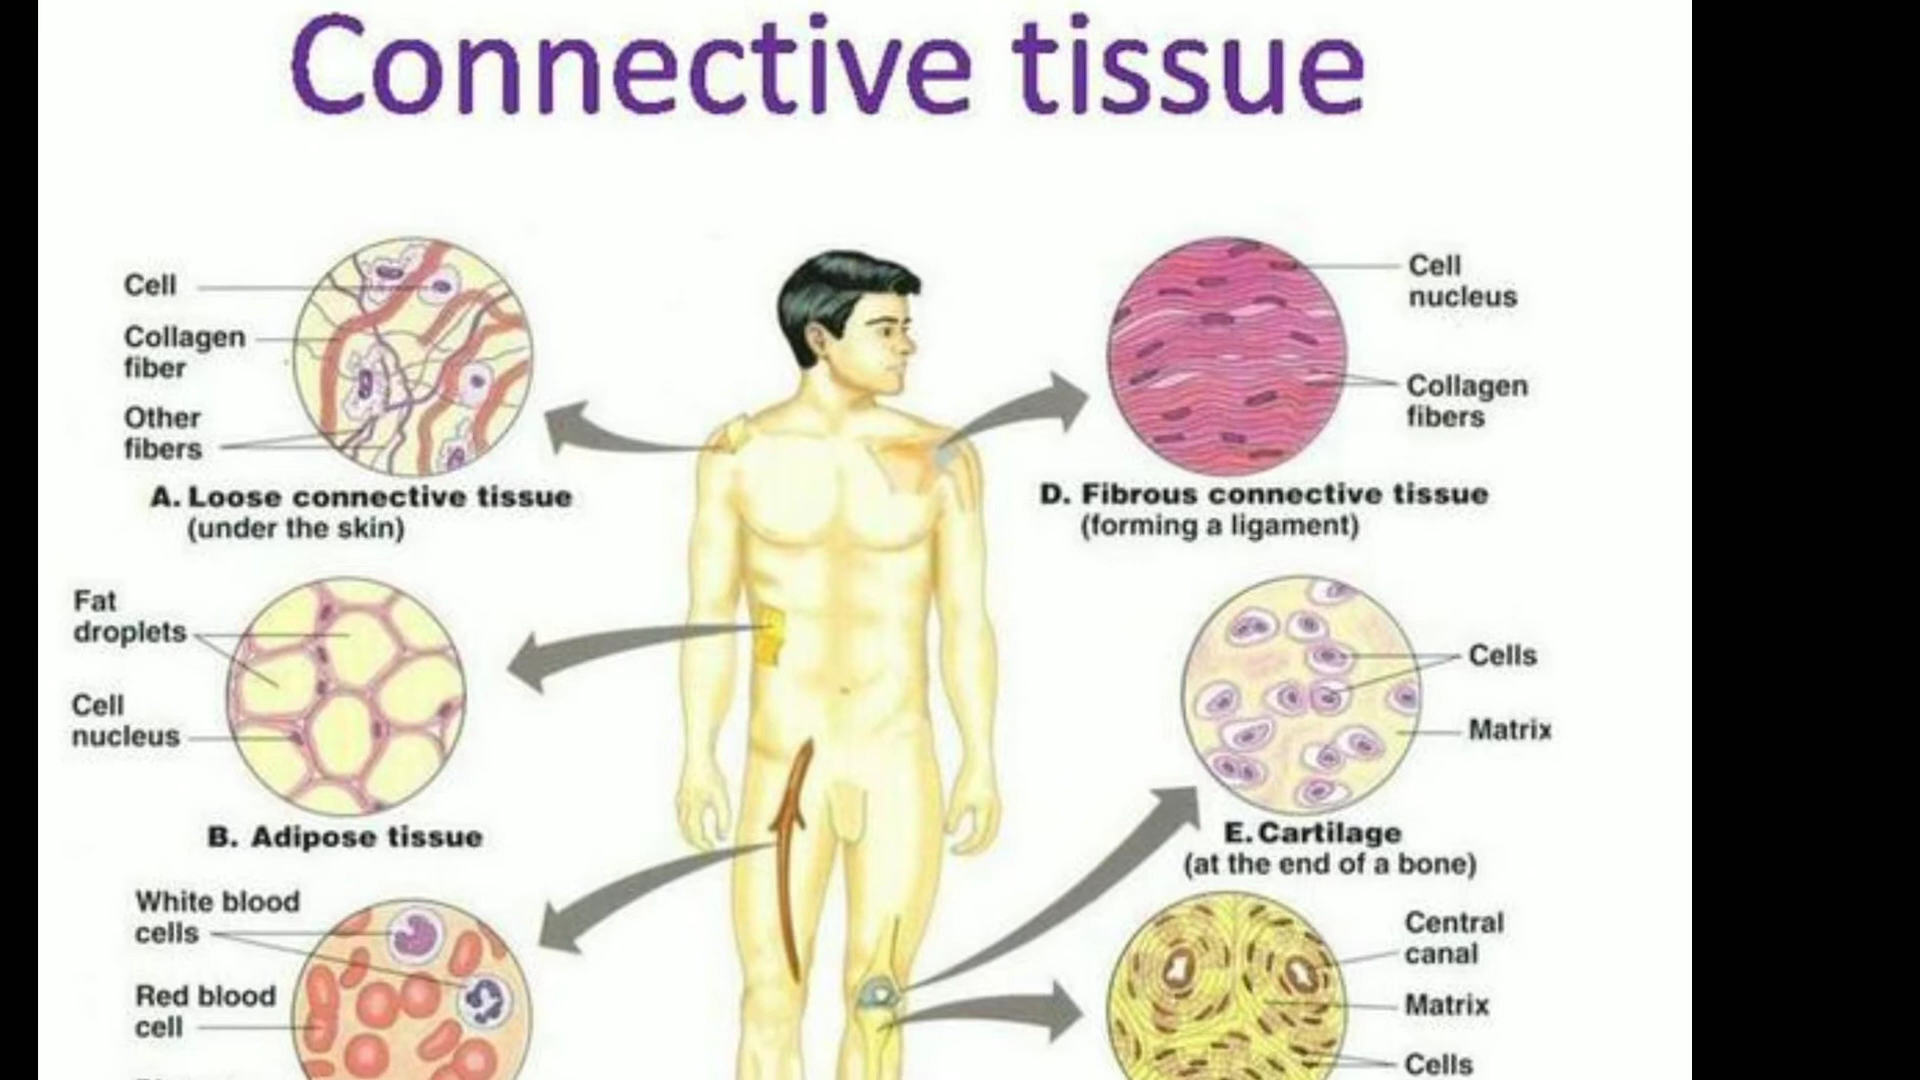 Connective tissue
Cell
Collagen
fiber
Other
fibers
A. Loose connective tissue
(under the skin)
Cell
nucleus
Collagen
fibers
D. Fibrous connective tissue
(forming a ligament)
Fat
droplets
Cell
nucleus
B. Adipose tissue
Cells
Matrix
E. Cartilage
(at the end of a bone)
White blood
cells
Red blood
cell
Central
canal
Matrix
Cells